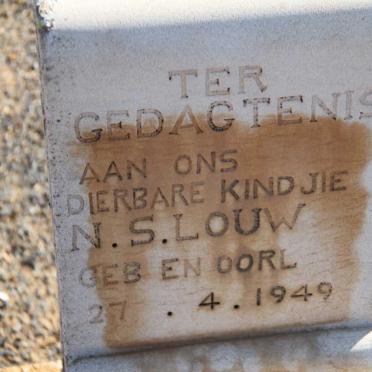 TER
GEDAGTENIS
AAN ONS
DIERBARE KINDJIE
N.S. LOUW
GEB EN OORL
27.4.1949